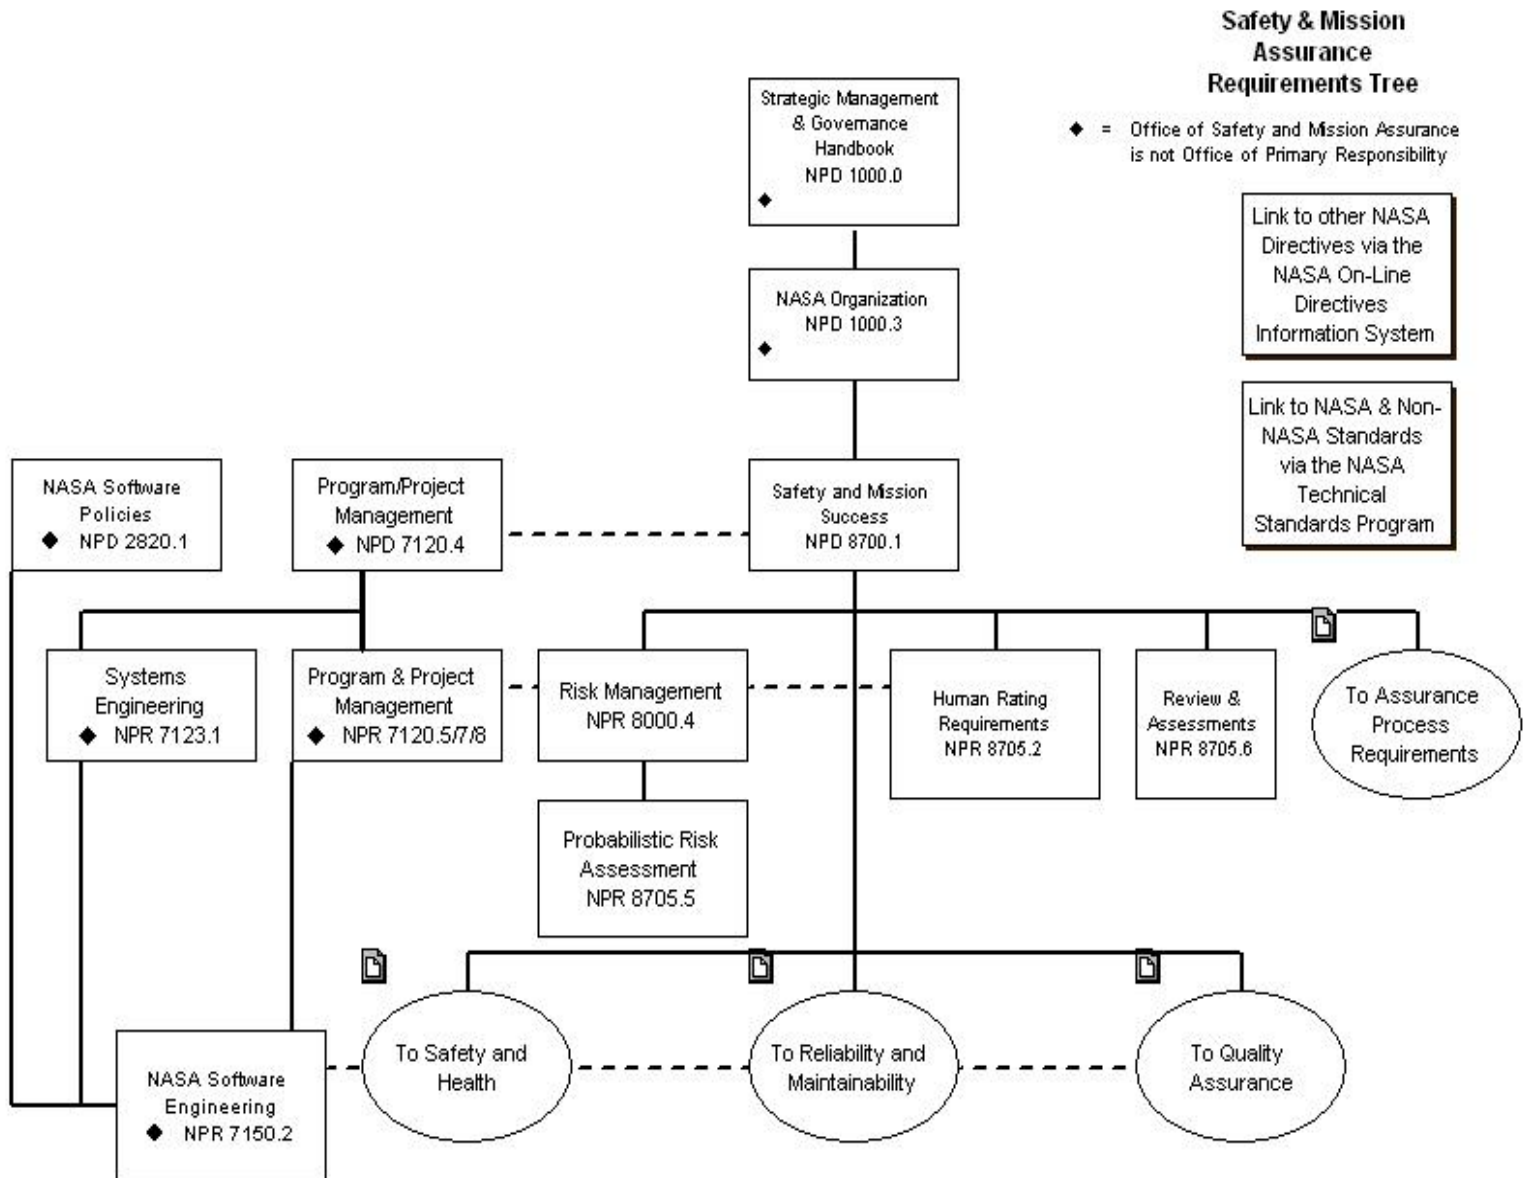 Safety & Mission
Assurance
Requirements Tree
◆ = Office of Safety and Mission Assurance
is not Office of Primary Responsibility
Strategic Management
& Governance
Handbook
NPD 1000.0
◆
Link to other NASA
Directives via the
NASA On-Line
Directives
Information System
NASA Organization
NPD 1000.3
◆
Link to NASA & Non-
NASA Standards
via the NASA
Technical
Standards Program
NASA Software
Policies
◆ NPD 2820.1
Program/Project
Management
◆ NPD 7120.4
Safety and Mission
Success
NPD 8700.1
Systems
Engineering
◆ NPR 7123.1
Program & Project
Management
◆ NPR 7120.5/7/8
Risk Management
NPR 8000.4
Human Rating
Requirements
NPR 8705.2
Review &
Assessments
NPR 8705.6
To Assurance
Process
Requirements
Probabilistic Risk
Assessment
NPR 8705.5
NASA Software
Engineering
◆ NPR 7150.2
To Safety and
Health
To Reliability and
Maintainability
To Quality
Assurance